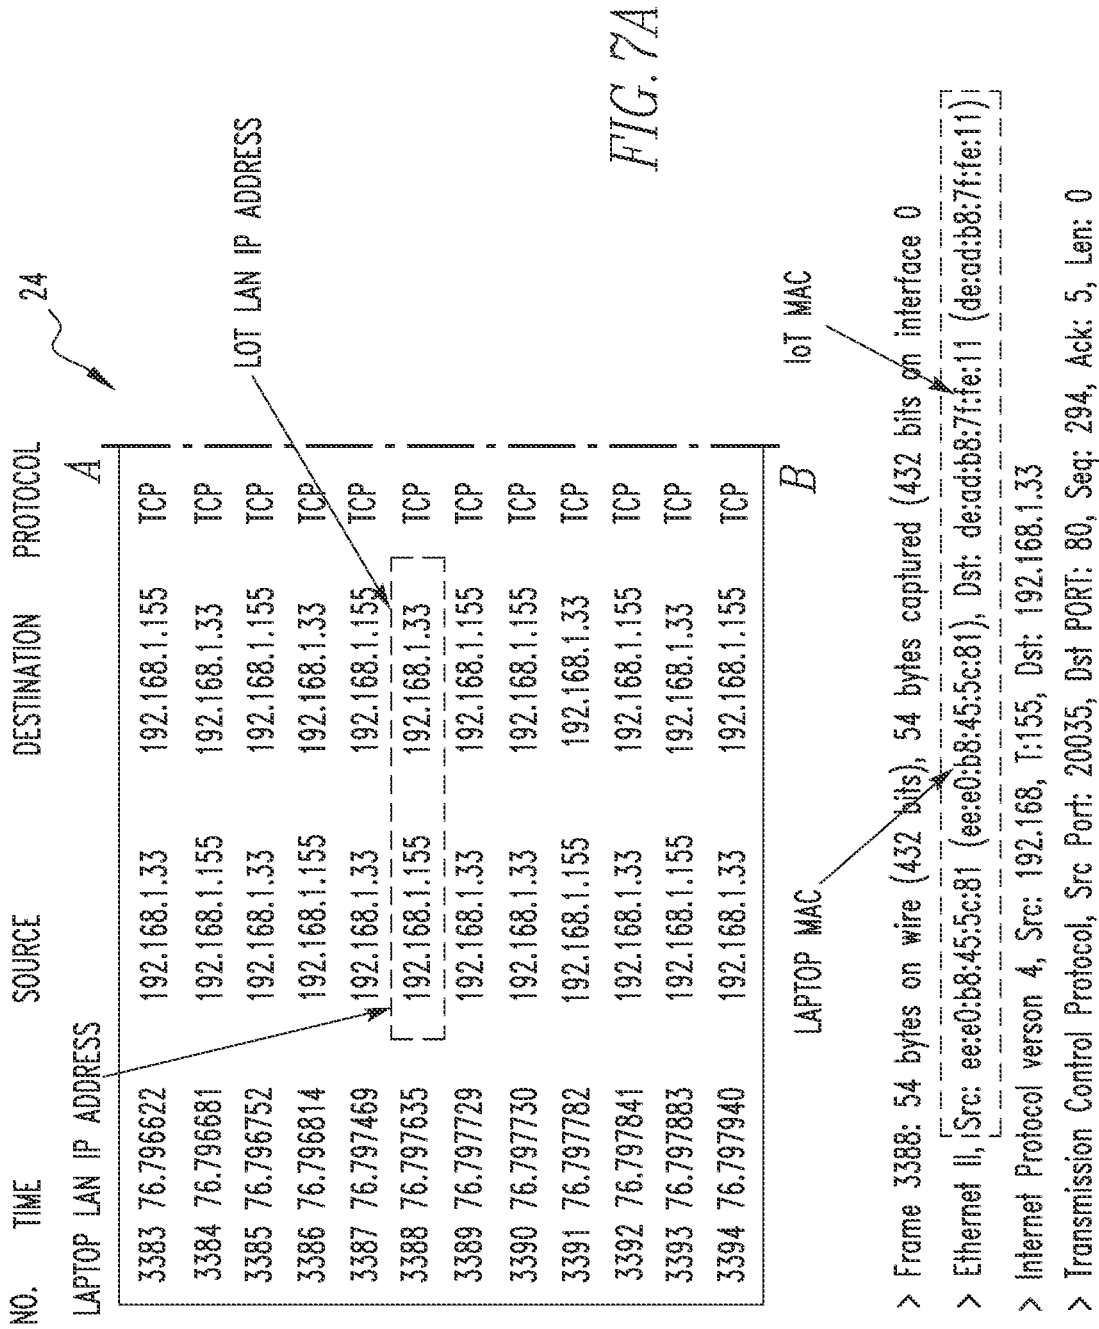 NO. TIME SOURCE DESTINATION PROTOCOL
24
LAPTOP LAN IP ADDRESS
A
3383 76.796622 192.168.1.33 192.168.1.155 TCP
3384 76.796681 192.168.1.155 192.168.1.33 TCP
3385 76.796752 192.168.1.33 192.168.1.155 TCP
3386 76.796814 192.168.1.155 192.168.1.33 TCP
3387 76.797469 192.168.1.33 192.168.1.155 TCP
3388 76.797635 192.168.1.155 192.168.1.33 TCP
3389 76.797729 192.168.1.33 192.168.1.155 TCP
3390 76.797730 192.168.1.33 192.168.1.155 TCP
3391 76.797782 192.168.1.155 192.168.1.33 TCP
3392 76.797841 192.168.1.33 192.168.1.155 TCP
3393 76.797883 192.168.1.155 192.168.1.33 TCP
3394 76.797940 192.168.1.33 192.168.1.155 TCP
LOT LAN IP ADDRESS
B
FIG. 7A
LAPTOP MAC
IoT MAC
> Frame 3388: 54 bytes on wire (432 bits), 54 bytes captured (432 bits on interface 0
> Ethernet II, Src: ee:e0:b8:45:5c:81 (ee:e0:b8:45:5c:81), Dst: de:ad:b8:7f:fe:11 (de:ad:b8:7f:fe:11)
> Internet Protocol verson 4, Src: 192.168, T:155, Dst: 192.168.1.33
> Transmission Control Protocol, Src Port: 20035, Dst PORT: 80, Seq: 294, Ack: 5, Len: 0